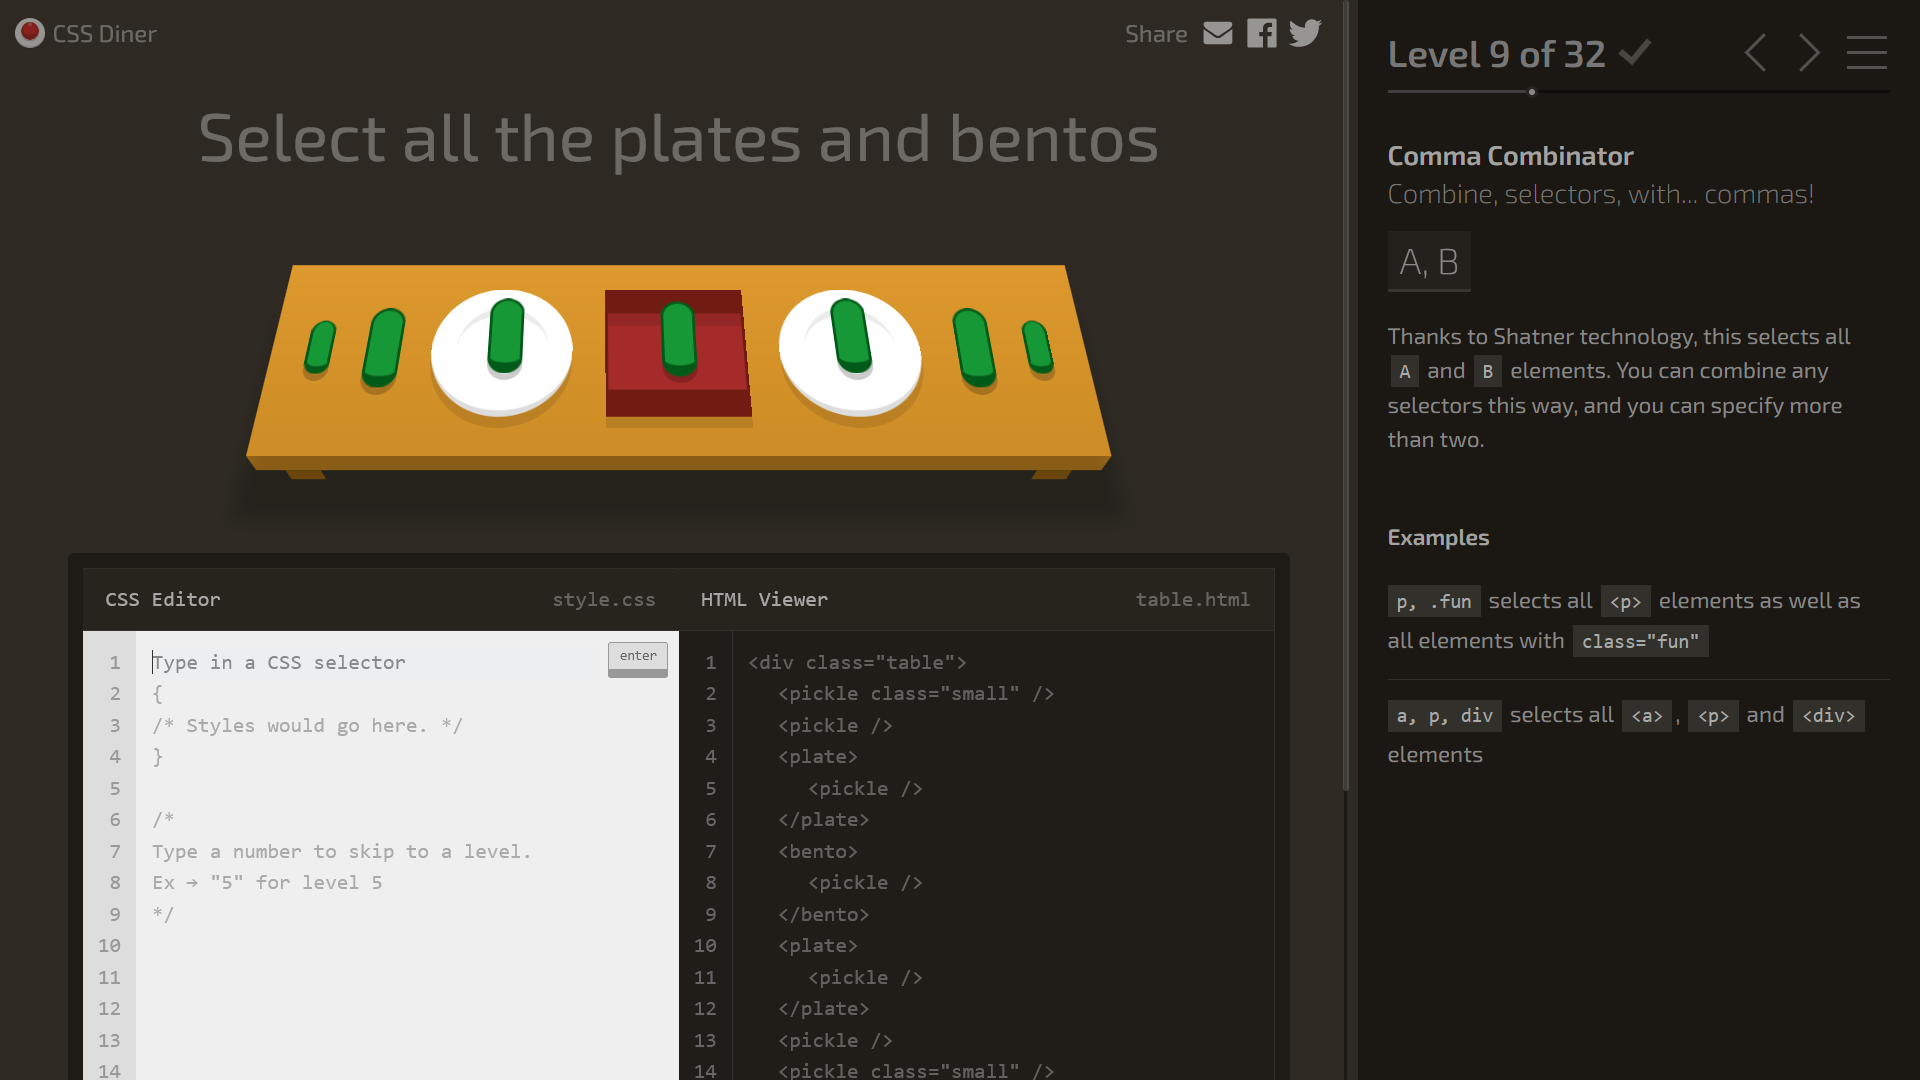 CSS Diner
Share
Select all the plates and bentos
CSS Editor
style.css
HTML Viewer
table.html
1
2
3
4
5
6
7
8
9
10
11
12
13
14
Type in a CSS selector
enter
{
/* Styles would go here. */
}
/*
Type a number to skip to a level.
Ex → "5" for level 5
*/
1 <div class="table">
2 <pickle class="small" />
3 <pickle />
4 <plate>
5 <pickle />
6 </plate>
7 <bento>
8 <pickle />
9 </bento>
10 <plate>
11 <pickle />
12 </plate>
13 <pickle />
14 <pickle class="small" />
Level 9 of 32
Comma Combinator
Combine, selectors, with... commas!
A, B
Thanks to Shatner technology, this selects all
A and B elements. You can combine any
selectors this way, and you can specify more
than two.
Examples
p, .fun selects all <p> elements as well as
all elements with class="fun"
a, p, div selects all <a> , <p> and <div>
elements